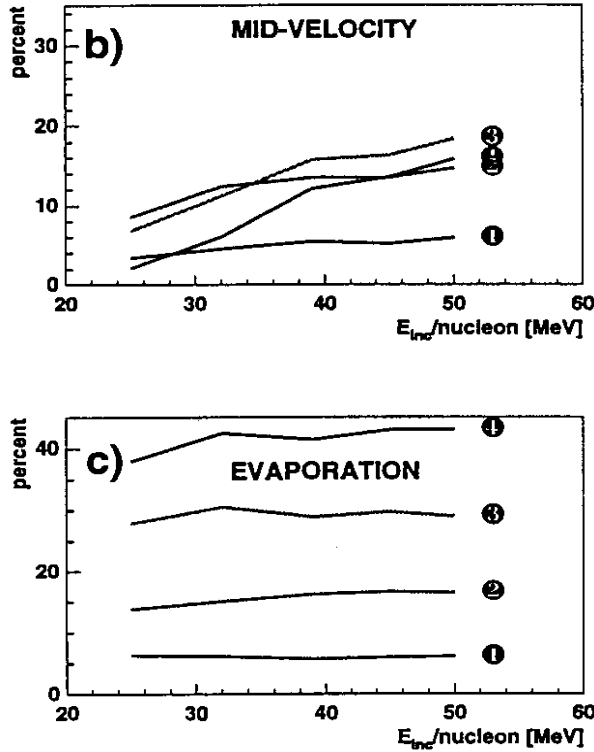 b)
MID-VELOCITY
percent
30
20
10
0
3
4
2
1
20 30 40 50 60
E_inc/nucleon [MeV]
c)
EVAPORATION
percent
40
20
0
4
3
2
1
20 30 40 50 60
E_inc/nucleon [MeV]